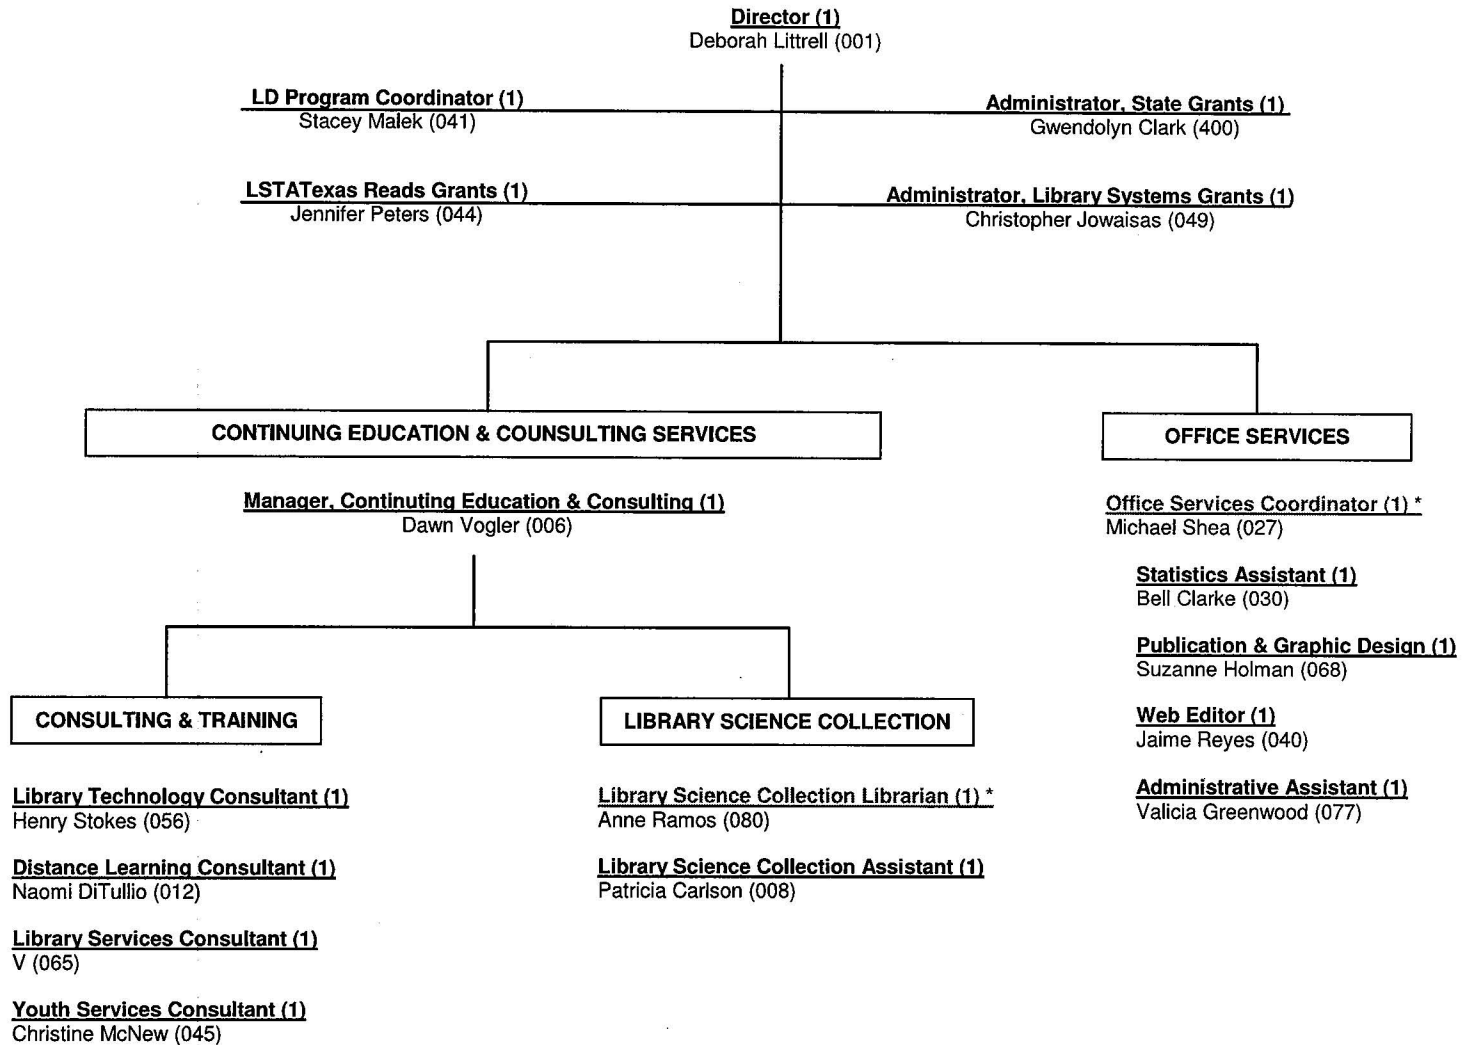 Director (1)
Deborah Littrell (001)
LD Program Coordinator (1)
Stacey Malek (041)
Administrator, State Grants (1)
Gwendolyn Clark (400)
LSTATexas Reads Grants (1)
Jennifer Peters (044)
Administrator, Library Systems Grants (1)
Christopher Jowaisas (049)
CONTINUING EDUCATION & COUNSULTING SERVICES
Manager, Continuting Education & Consulting (1)
Dawn Vogler (006)
CONSULTING & TRAINING
Library Technology Consultant (1)
Henry Stokes (056)
Distance Learning Consultant (1)
Naomi DiTullio (012)
Library Services Consultant (1)
V (065)
Youth Services Consultant (1)
Christine McNew (045)
LIBRARY SCIENCE COLLECTION
Library Science Collection Librarian (1) *
Anne Ramos (080)
Library Science Collection Assistant (1)
Patricia Carlson (008)
OFFICE SERVICES
Office Services Coordinator (1) *
Michael Shea (027)
Statistics Assistant (1)
Bell Clarke (030)
Publication & Graphic Design (1)
Suzanne Holman (068)
Web Editor (1)
Jaime Reyes (040)
Administrative Assistant (1)
Valicia Greenwood (077)